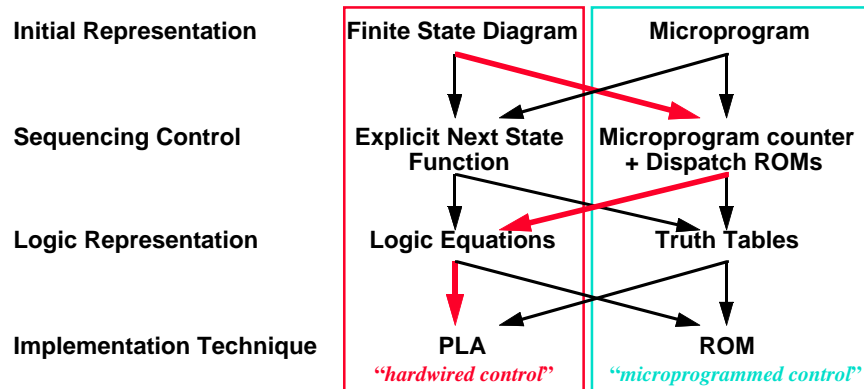 Initial Representation Finite State Diagram Microprogram
Sequencing Control Explicit Next State Function Microprogram counter + Dispatch ROMs
Logic Representation Logic Equations Truth Tables
Implementation Technique PLA ROM
“hardwired control” “microprogrammed control”